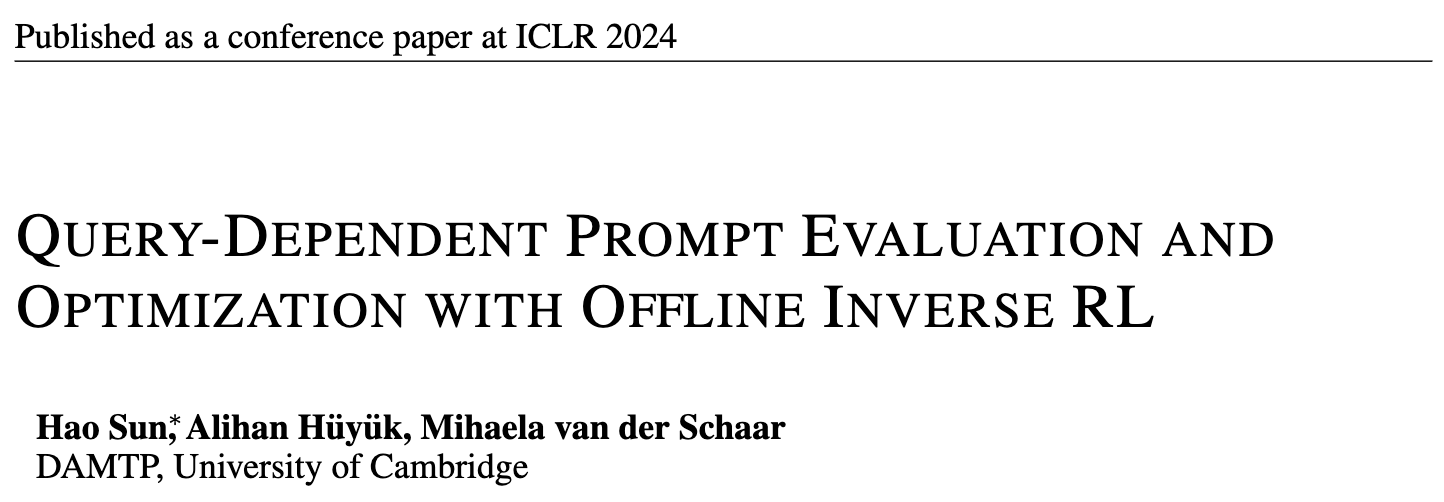 Published as a conference paper at ICLR 2024
QUERY-DEPENDENT PROMPT EVALUATION AND
OPTIMIZATION WITH OFFLINE INVERSE RL
Hao Sun,* Alihan Hüyük, Mihaela van der Schaar
DAMTP, University of Cambridge